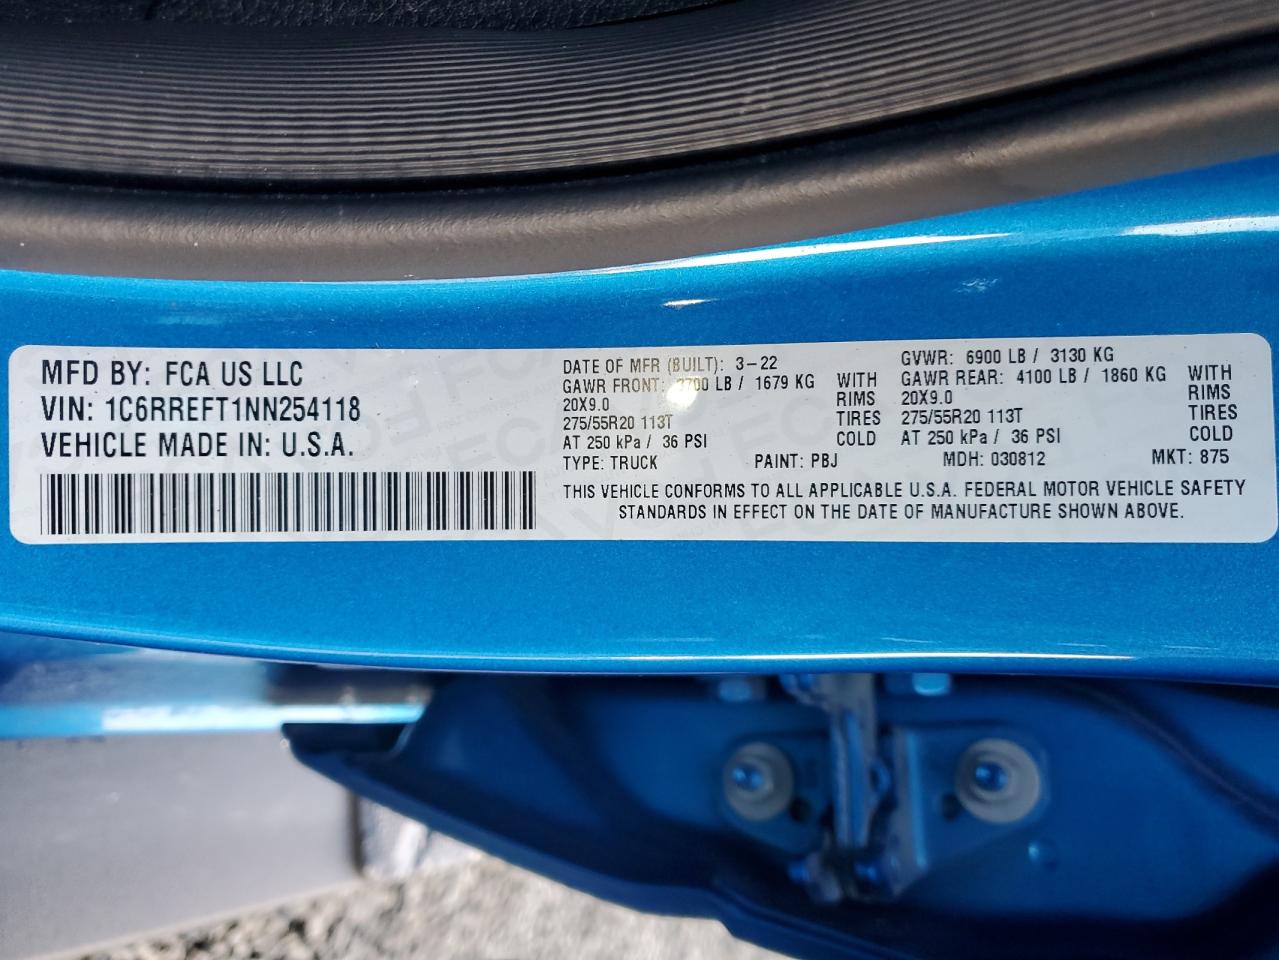 MFD BY: FCA US LLC
VIN: 1C6RREFT1NN254118
VEHICLE MADE IN: U.S.A.
DATE OF MFR (BUILT): 3-22
GAWR FRONT: 3700 LB / 1679 KG WITH
20X9.0 RIMS
275/55R20 113T TIRES
AT 250 kPa / 36 PSI COLD
GVWR: 6900 LB / 3130 KG
GAWR REAR: 4100 LB / 1860 KG WITH
20X9.0 RIMS
275/55R20 113T TIRES
AT 250 kPa / 36 PSI COLD
TYPE: TRUCK PAINT: PBJ MDH: 030812 MKT: 875
THIS VEHICLE CONFORMS TO ALL APPLICABLE U.S.A. FEDERAL MOTOR VEHICLE SAFETY
STANDARDS IN EFFECT ON THE DATE OF MANUFACTURE SHOWN ABOVE.